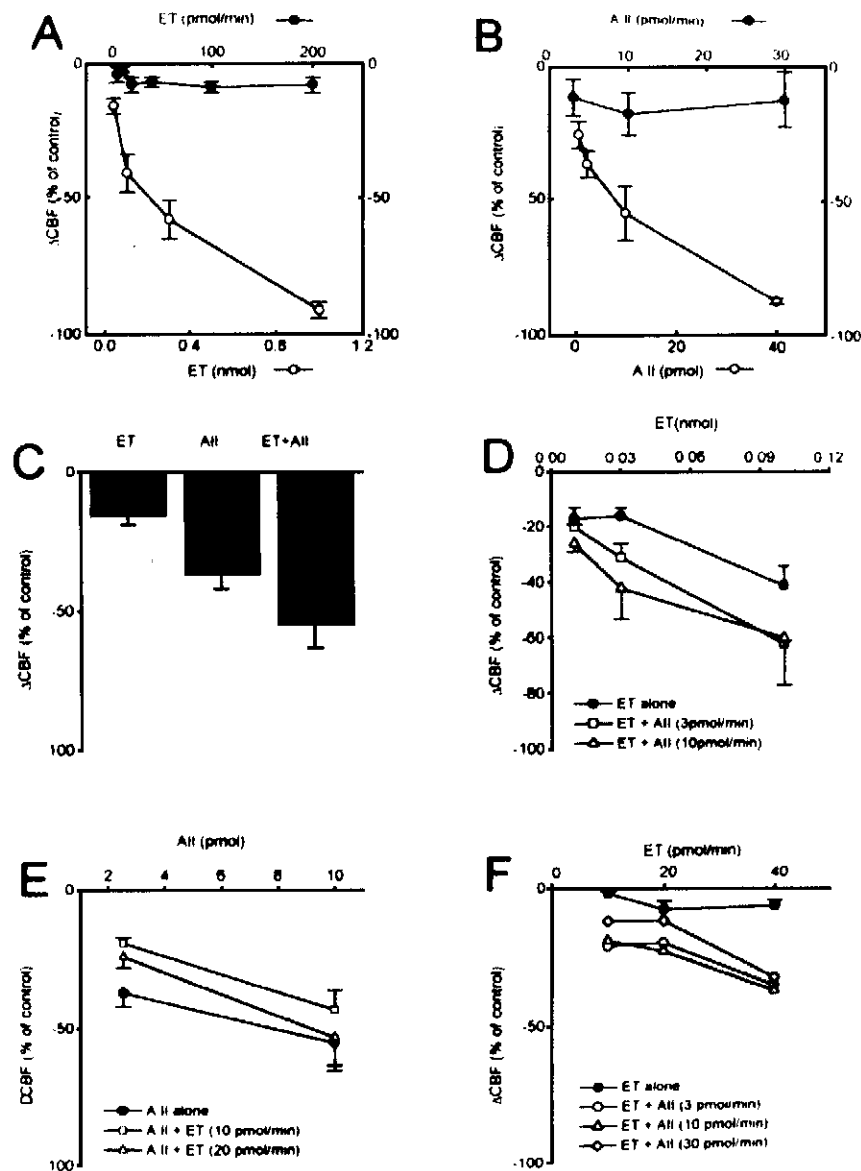 A
ET (pmol/min)
0 100 200
0 0
-50 -50
-100 -100
ΔCBF (% of control)
0.0 0.4 0.8 1.2
ET (nmol)
B
A II (pmol/min)
0 10 20 30
0 0
-50 -50
-100 -100
ΔCBF (% of control)
0 20 40
A II (pmol)
C
ET AII ET+AII
0
-50
100
ΔCBF (% of control)
D
ET(nmol)
0.00 0.03 0.06 0.09 0.12
0
-20
-40
-60
-80
-100
ΔCBF (% of control)
ET alone
ET + AII (3pmol/min)
ET + AII (10pmol/min)
E
AII (pmol)
2 4 6 8 10
0
-50
100
DCBF (% of control)
A II alone
A II + ET (10 pmol/min)
A II + ET (20 pmol/min)
F
ET (pmol/min)
0 20 40
0
-50
-100
ΔCBF (% of control)
ET alone
ET + AII (3 pmol/min)
ET + AII (10 pmol/min)
ET + AII (30 pmol/min)